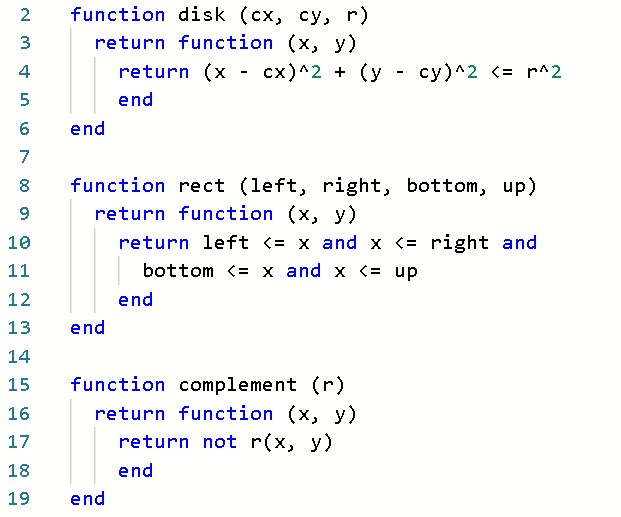 2 function disk (cx, cy, r)
3 return function (x, y)
4 return (x - cx)^2 + (y - cy)^2 <= r^2
5 end
6 end
7
8 function rect (left, right, bottom, up)
9 return function (x, y)
10 return left <= x and x <= right and
11 bottom <= x and x <= up
12 end
13 end
14
15 function complement (r)
16 return function (x, y)
17 return not r(x, y)
18 end
19 end